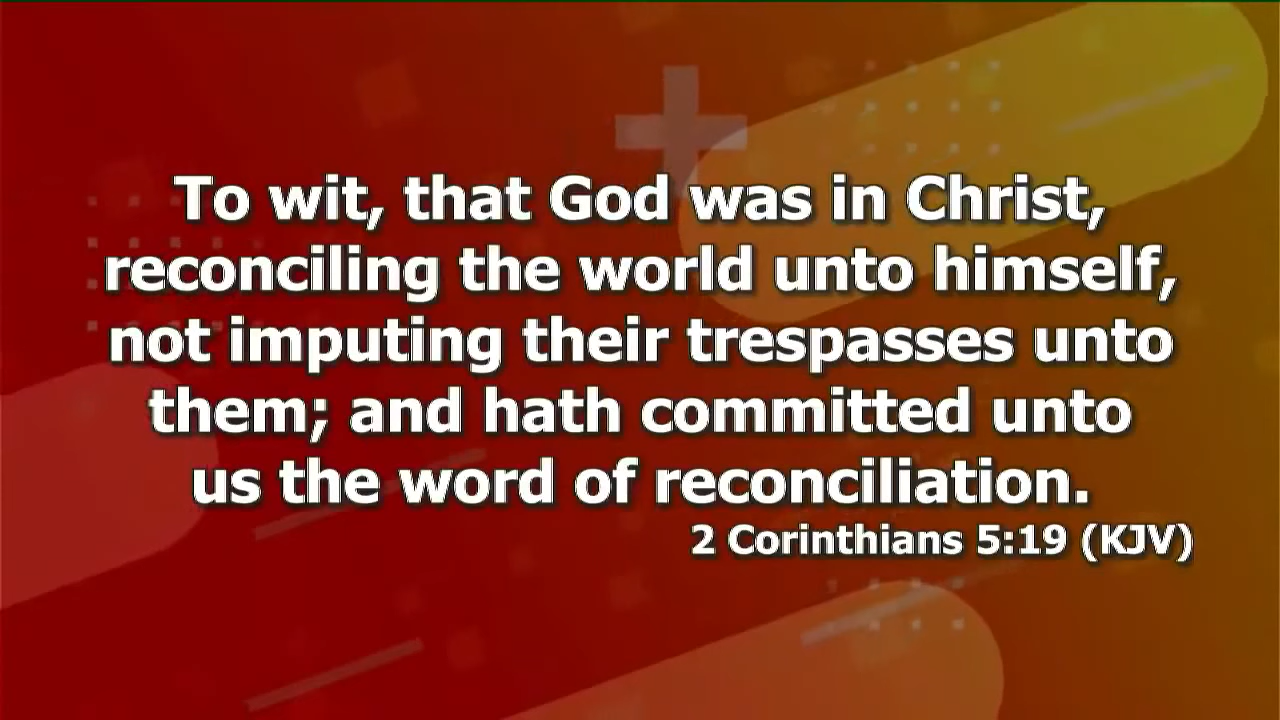 To wit, that God was in Christ,
reconciling the world unto himself,
not imputing their trespasses unto
them; and hath committed unto
us the word of reconciliation.
2 Corinthians 5:19 (KJV)